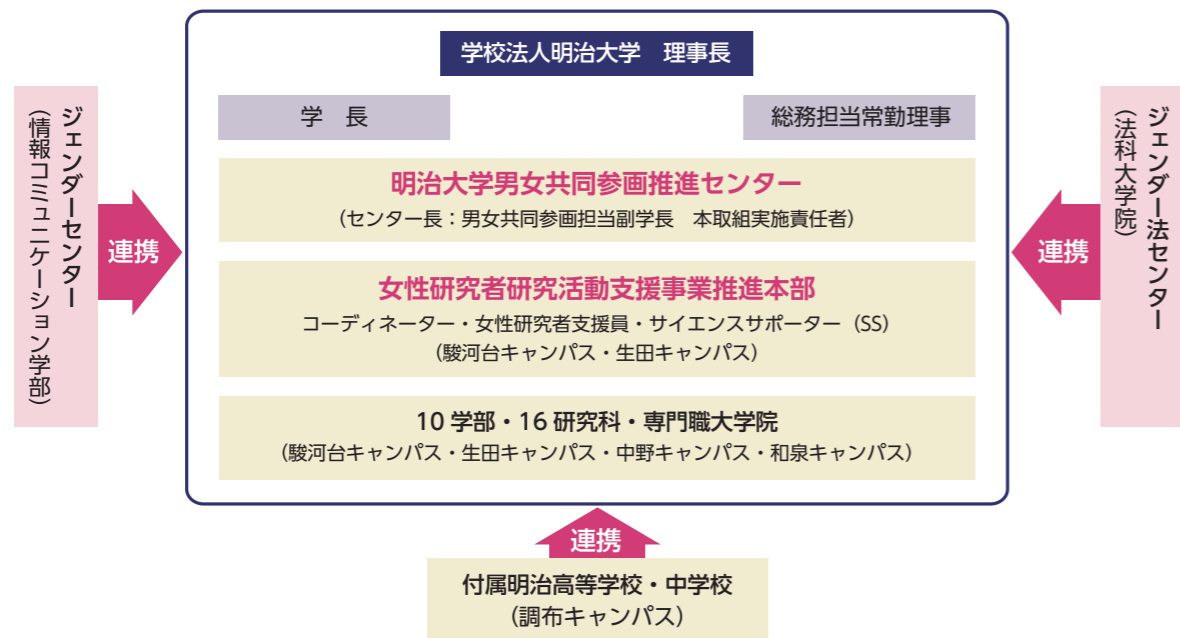 学校法人明治大学　理事長
学　長
総務担当常勤理事
明治大学男女共同参画推進センター
（センター長：男女共同参画担当副学長　本取組実施責任者）
女性研究者研究活動支援事業推進本部
コーディネーター・女性研究者支援員・サイエンスサポーター（SS）
（駿河台キャンパス・生田キャンパス）
10 学部・16 研究科・専門職大学院
（駿河台キャンパス・生田キャンパス・中野キャンパス・和泉キャンパス）
ジェンダーセンター
（情報コミュニケーション学部）
連携
ジェンダー法センター
（法科大学院）
連携
連携
付属明治高等学校・中学校
（調布キャンパス）